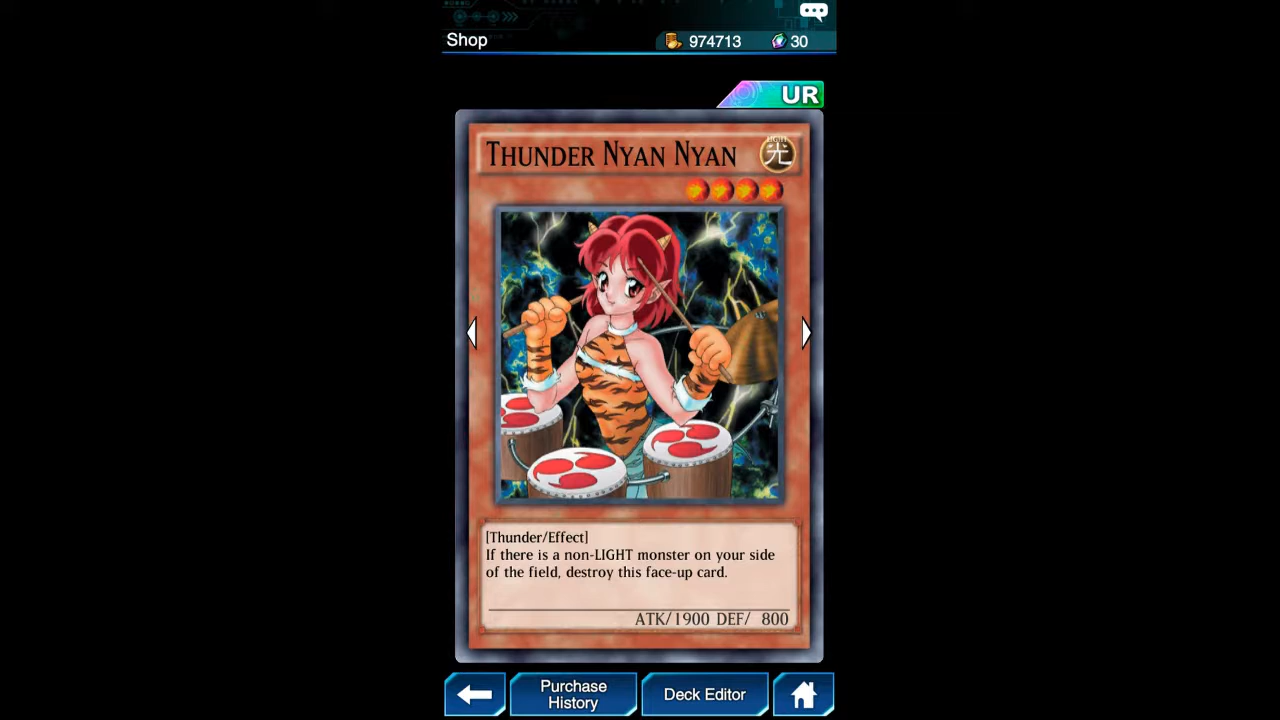 Shop
974713
30
UR
THUNDER NYAN NYAN
LIGHT
光
[Thunder/Effect]
If there is a non-LIGHT monster on your side
of the field, destroy this face-up card.
ATK/1900 DEF/ 800
Purchase
History
Deck Editor